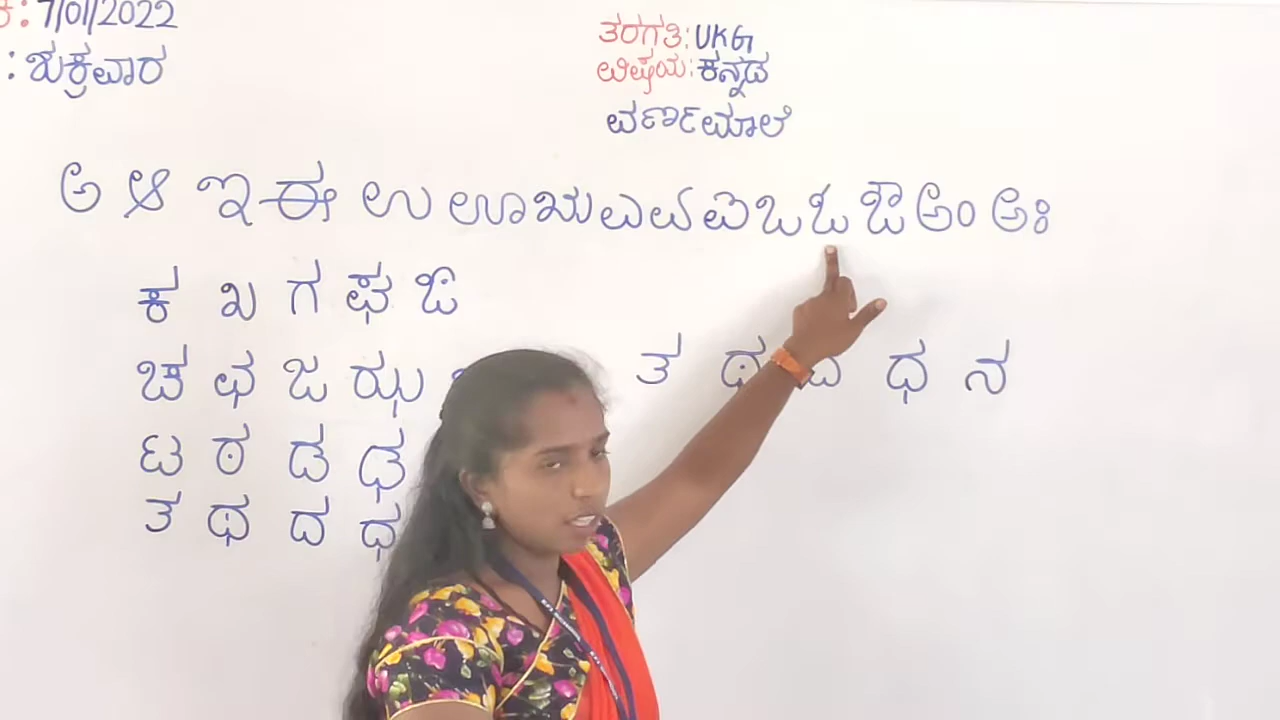 ಕ: 7/01/2022
: ಶುಕ್ರವಾರ
ತರಗತಿ: UKG
ವಿಷಯ: ಕನ್ನಡ
ವರ್ಣಮಾಲೆ
ಅ ಆ ಇ ಈ ಉ ಊ ಋ ಎ ಏ ಐ ಒ ಓ ಔ ಅಂ ಅಃ
ಕ ಖ ಗ ಘ ಙ
ಚ ಛ ಜ ಝ
ಟ ಠ ಡ ಢ
ತ ಥ ದ ಧ
ತ ಥ ದ ಧ ನ